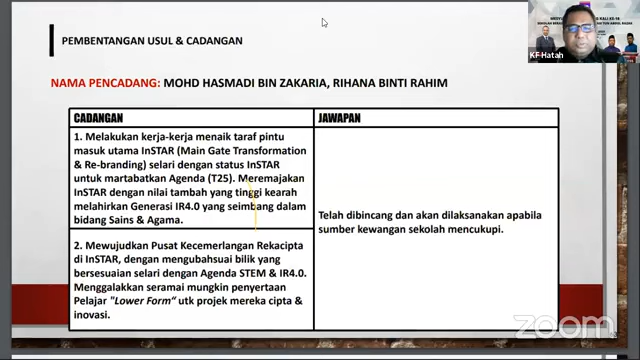 PEMBENTANGAN USUL & CADANGAN
NAMA PENCADANG: MOHD HASMADI BIN ZAKARIA, RIHANA BINTI RAHIM
CADANGAN
1. Melakukan kerja-kerja menaik taraf pintu
masuk utama InSTAR (Main Gate Transformation
& Re-branding) selari dengan status InSTAR
untuk martabatkan Agenda (T25). Meremajakan
InSTAR dengan nilai tambah yang tinggi kearah
melahirkan Generasi IR4.0 yang seimbang dalam
bidang Sains & Agama.
2. Mewujudkan Pusat Kecemerlangan Rekacipta
di InSTAR, dengan mengubahsuai bilik yang
bersesuaian selari dengan Agenda STEM & IR4.0.
Menggalakkan seramai mungkin penyertaan
Pelajar "Lower Form“ utk projek mereka cipta &
inovasi.
JAWAPAN
Telah dibincang dan akan dilaksanakan apabila
sumber kewangan sekolah mencukupi.
KF Hatah
zoom